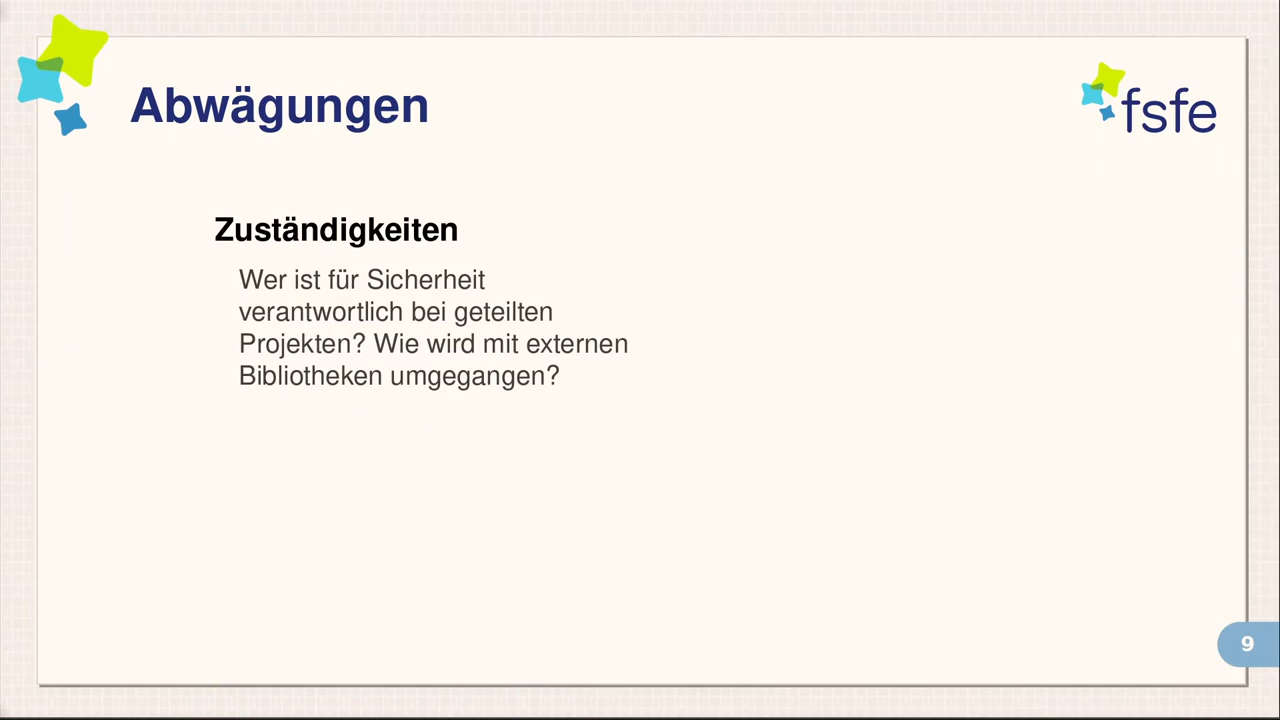 Abwägungen
fsfe
Zuständigkeiten
Wer ist für Sicherheit
verantwortlich bei geteilten
Projekten? Wie wird mit externen
Bibliotheken umgegangen?
9